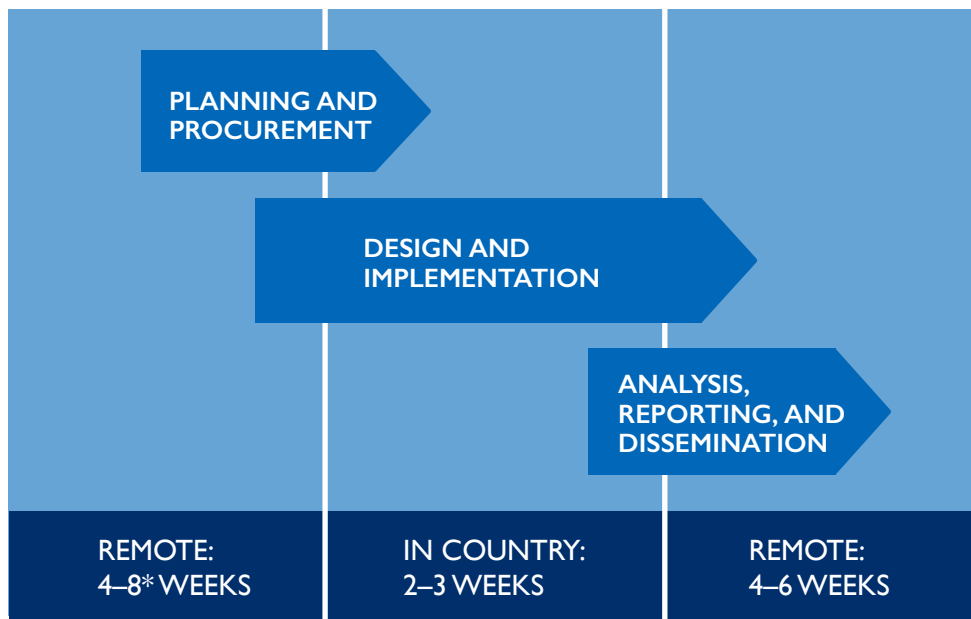 PLANNING AND
PROCUREMENT
DESIGN AND
IMPLEMENTATION
ANALYSIS,
REPORTING, AND
DISSEMINATION
REMOTE:
4–8* WEEKS
IN COUNTRY:
2–3 WEEKS
REMOTE:
4–6 WEEKS